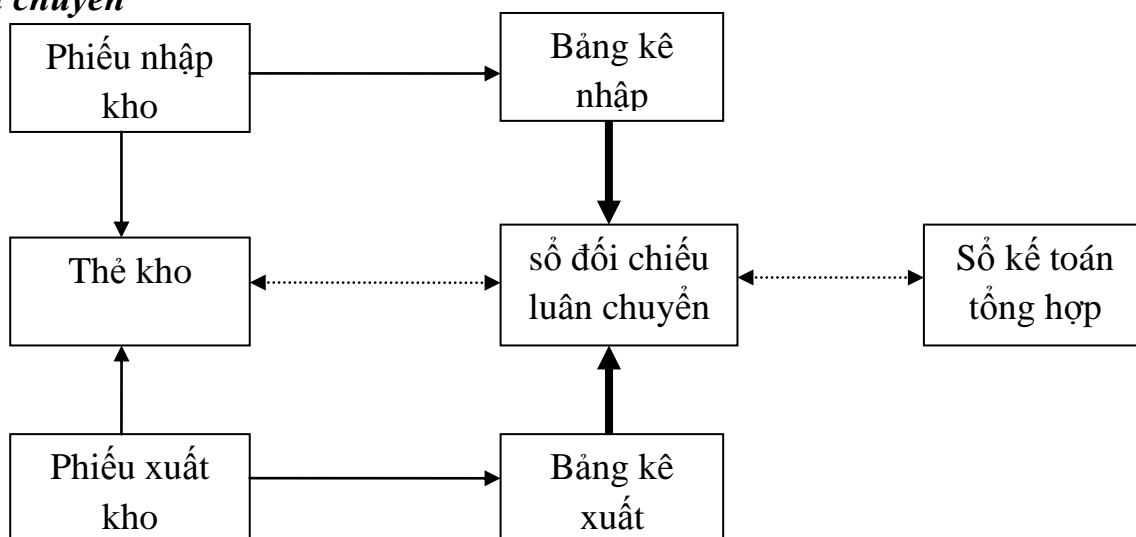 chuyển
Phiếu nhập
kho
Bảng kê
nhập
Thẻ kho
sổ đối chiếu
luân chuyển
Sổ kế toán
tổng hợp
Phiếu xuất
kho
Bảng kê
xuất